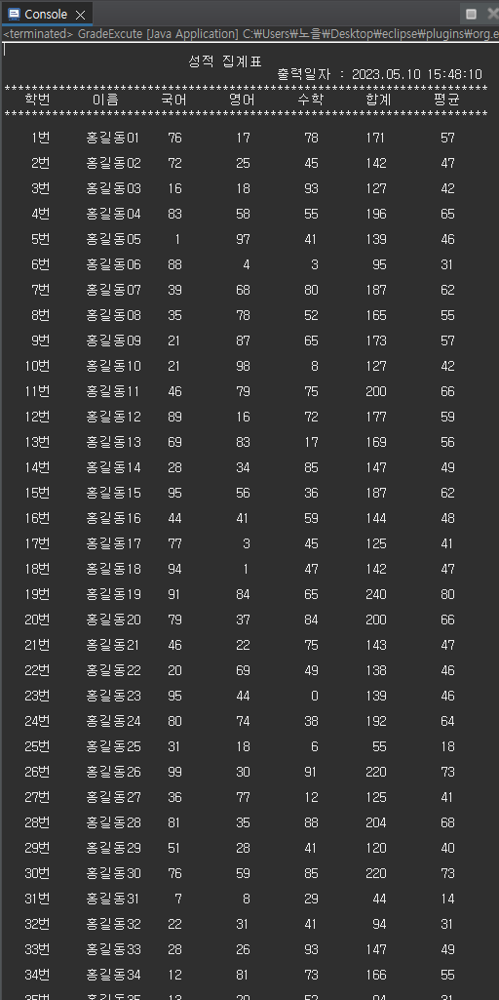 Console
<terminated> GradeExcute [Java Application] C:₩Users₩노을₩Desktop₩eclipse₩plugins₩org.e
성적 집계표
출력일자 : 2023.05.10 15:48:10
*****************************************************************
학번 이름 국어 영어 수학 합계 평균
*****************************************************************
1번 홍길동01 76 17 78 171 57
2번 홍길동02 72 25 45 142 47
3번 홍길동03 16 18 93 127 42
4번 홍길동04 83 58 55 196 65
5번 홍길동05 1 97 41 139 46
6번 홍길동06 88 4 3 95 31
7번 홍길동07 39 68 80 187 62
8번 홍길동08 35 78 52 165 55
9번 홍길동09 21 87 65 173 57
10번 홍길동10 21 98 8 127 42
11번 홍길동11 46 79 75 200 66
12번 홍길동12 89 16 72 177 59
13번 홍길동13 69 83 17 169 56
14번 홍길동14 28 34 85 147 49
15번 홍길동15 95 56 36 187 62
16번 홍길동16 44 41 59 144 48
17번 홍길동17 77 3 45 125 41
18번 홍길동18 94 1 47 142 47
19번 홍길동19 91 84 65 240 80
20번 홍길동20 79 37 84 200 66
21번 홍길동21 46 22 75 143 47
22번 홍길동22 20 69 49 138 46
23번 홍길동23 95 44 0 139 46
24번 홍길동24 80 74 38 192 64
25번 홍길동25 31 18 6 55 18
26번 홍길동26 99 30 91 220 73
27번 홍길동27 36 77 12 125 41
28번 홍길동28 81 35 88 204 68
29번 홍길동29 51 28 41 120 40
30번 홍길동30 76 59 85 220 73
31번 홍길동31 7 8 29 44 14
32번 홍길동32 22 31 41 94 31
33번 홍길동33 28 26 93 147 49
34번 홍길동34 12 81 73 166 55